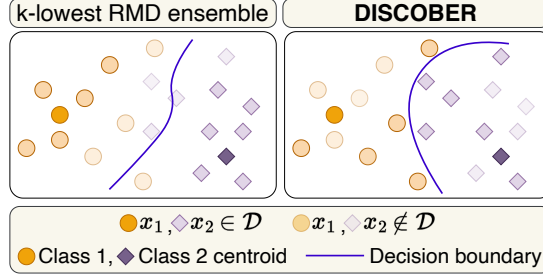 k-lowest RMD ensemble
DISCOBER
x₁, x₂ ∈ 𝒟 x₁, x₂ ∉ 𝒟
Class 1, Class 2 centroid Decision boundary